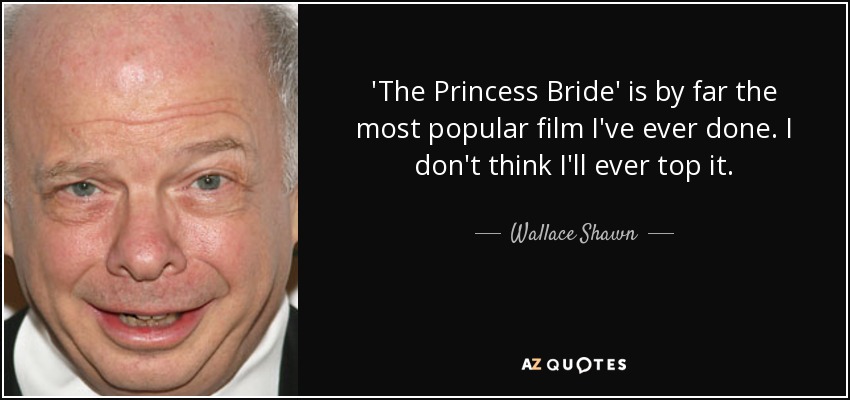 'The Princess Bride' is by far the
most popular film I've ever done. I
don't think I'll ever top it.
Wallace Shawn
AZ QUOTES